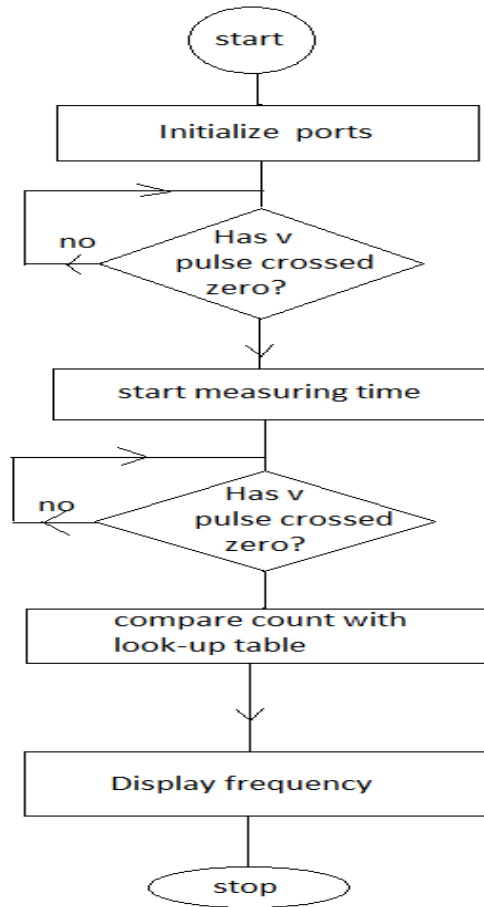 start
Initialize ports
Has v
pulse crossed
zero?
no
start measuring time
Has v
pulse crossed
zero?
no
compare count with
look-up table
Display frequency
stop